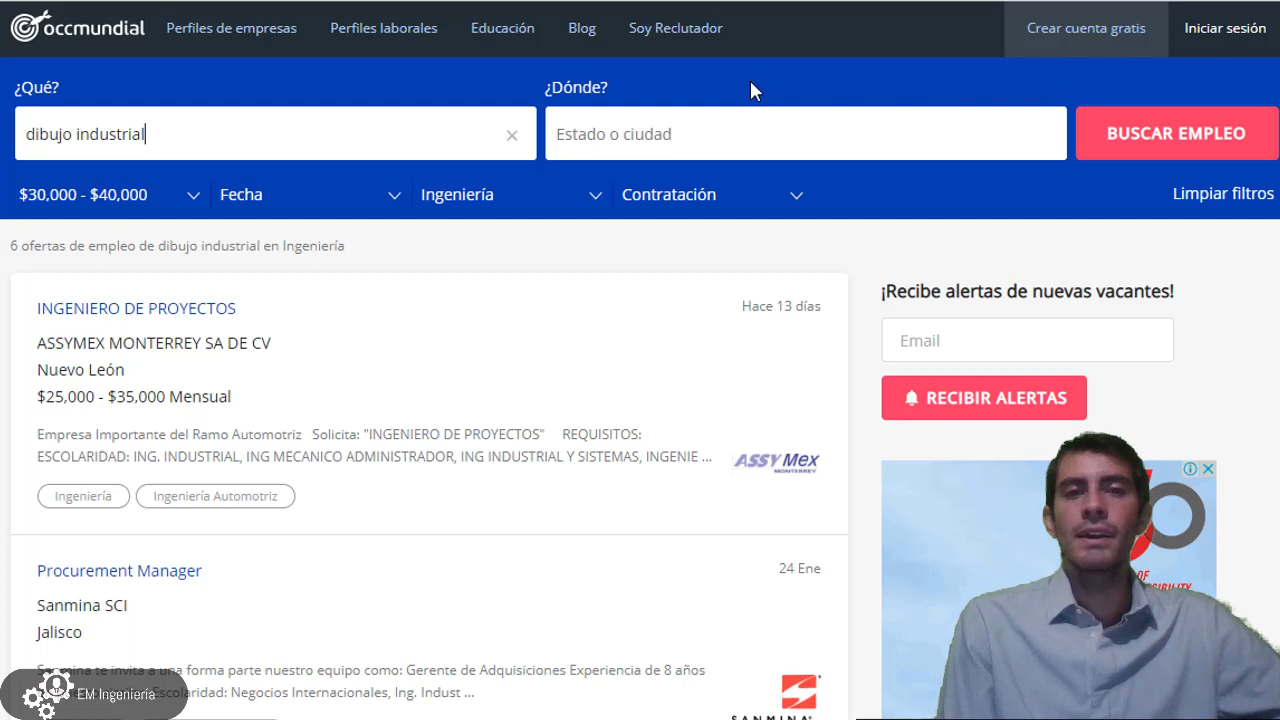 occmundial Perfiles de empresas Perfiles laborales Educación Blog Soy Reclutador Crear cuenta gratis Iniciar sesión
¿Qué? ¿Dónde?
dibujo industrial Estado o ciudad BUSCAR EMPLEO
$30,000 - $40,000 Fecha Ingeniería Contratación Limpiar filtros
6 ofertas de empleo de dibujo industrial en Ingeniería
INGENIERO DE PROYECTOS Hace 13 días
ASSYMEX MONTERREY SA DE CV
Nuevo León
$25,000 - $35,000 Mensual
Empresa Importante del Ramo Automotriz Solicita: "INGENIERO DE PROYECTOS" REQUISITOS:
ESCOLARIDAD: ING. INDUSTRIAL, ING MECANICO ADMINISTRADOR, ING INDUSTRIAL Y SISTEMAS, INGENIE ...
ASSY Mex
MONTERREY
Ingeniería Ingeniería Automotriz
Procurement Manager 24 Ene
Sanmina SCI
Jalisco
Sanmina te invita a una forma parte nuestro equipo como: Gerente de Adquisiciones Experiencia de 8 años
Escolaridad: Negocios Internacionales, Ing. Indust ...
SANMINA
EM Ingeniería
¡Recibe alertas de nuevas vacantes!
Email
RECIBIR ALERTAS
OF